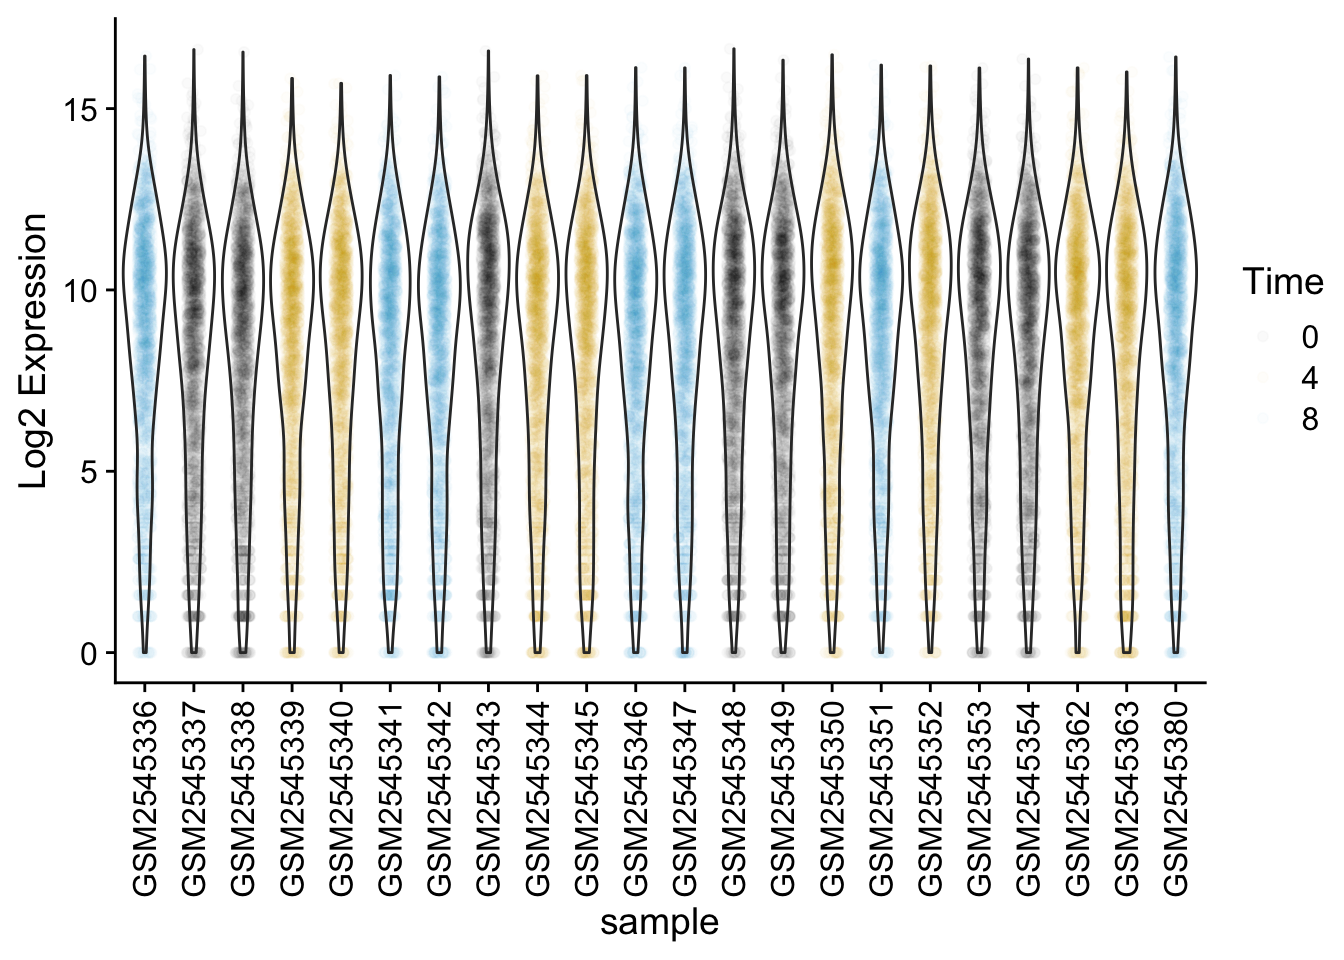 Log2 Expression
15
10
5
0
GSM2545336
GSM2545337
GSM2545338
GSM2545339
GSM2545340
GSM2545341
GSM2545342
GSM2545343
GSM2545344
GSM2545345
GSM2545346
GSM2545347
GSM2545348
GSM2545349
GSM2545350
GSM2545351
GSM2545352
GSM2545353
GSM2545354
GSM2545362
GSM2545363
GSM2545380
sample
Time
0
4
8